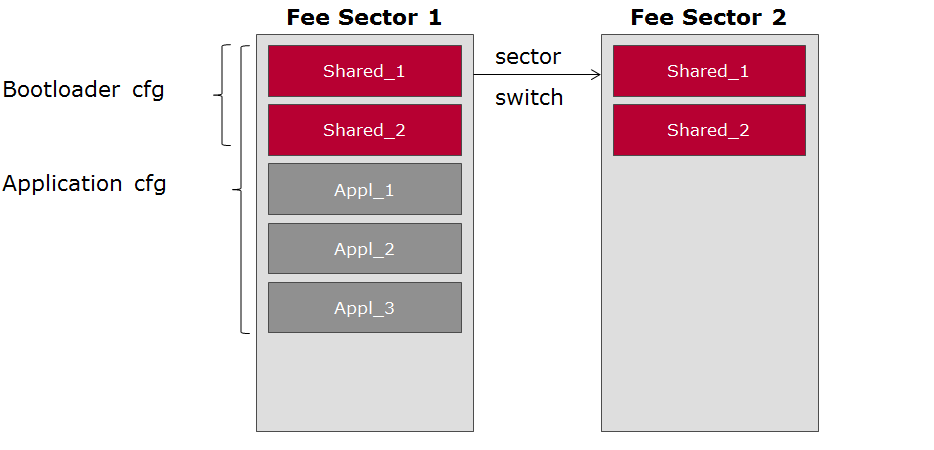 Fee Sector 1
Fee Sector 2
Bootloader cfg
Application cfg
Shared_1
Shared_2
Appl_1
Appl_2
Appl_3
sector
switch
Shared_1
Shared_2